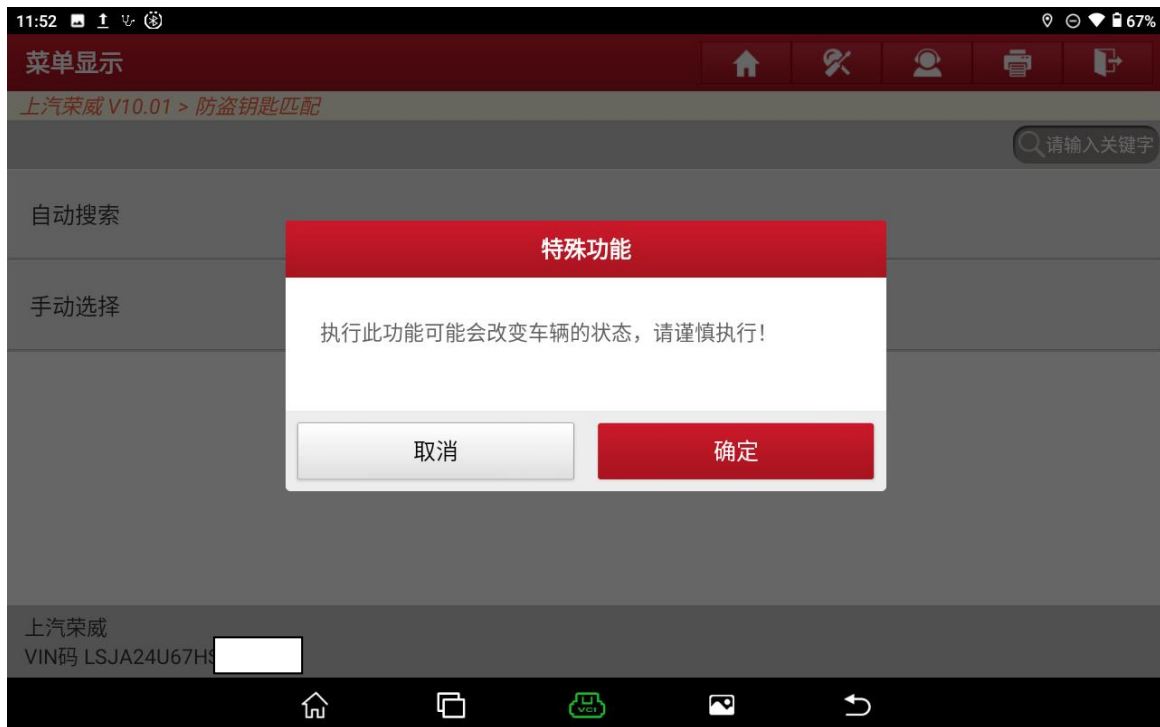 11:52
67%
菜单显示
上汽荣威 V10.01 > 防盗钥匙匹配
请输入关键字
自动搜索
手动选择
特殊功能
执行此功能可能会改变车辆的状态，请谨慎执行！
取消
确定
上汽荣威
VIN码 LSJA24U67HS
VCI